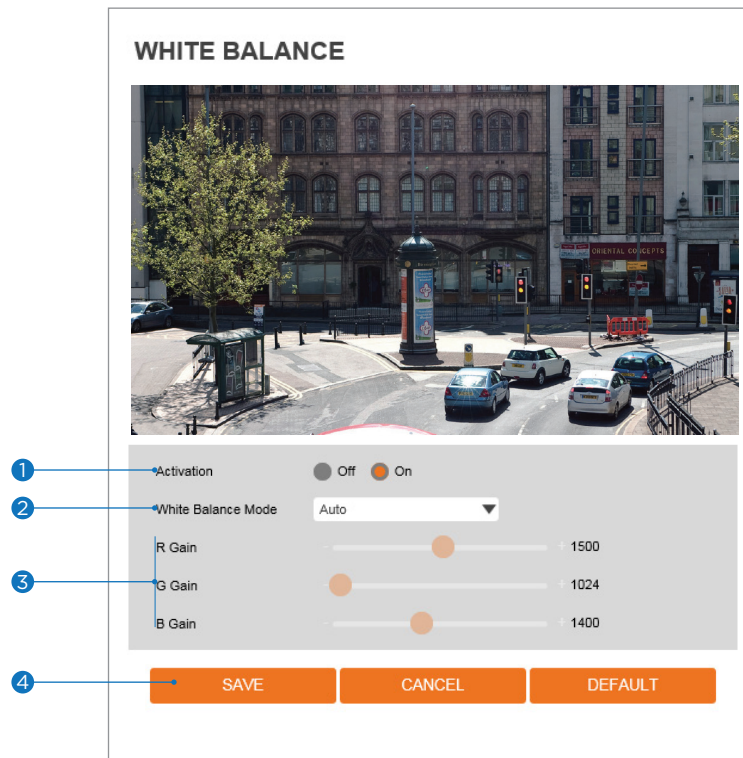 WHITE BALANCE
ORIENTAL CONCEPTS
1 Activation Off On
2 White Balance Mode Auto
R Gain - + 1500
3 G Gain - + 1024
B Gain - + 1400
4 SAVE CANCEL DEFAULT